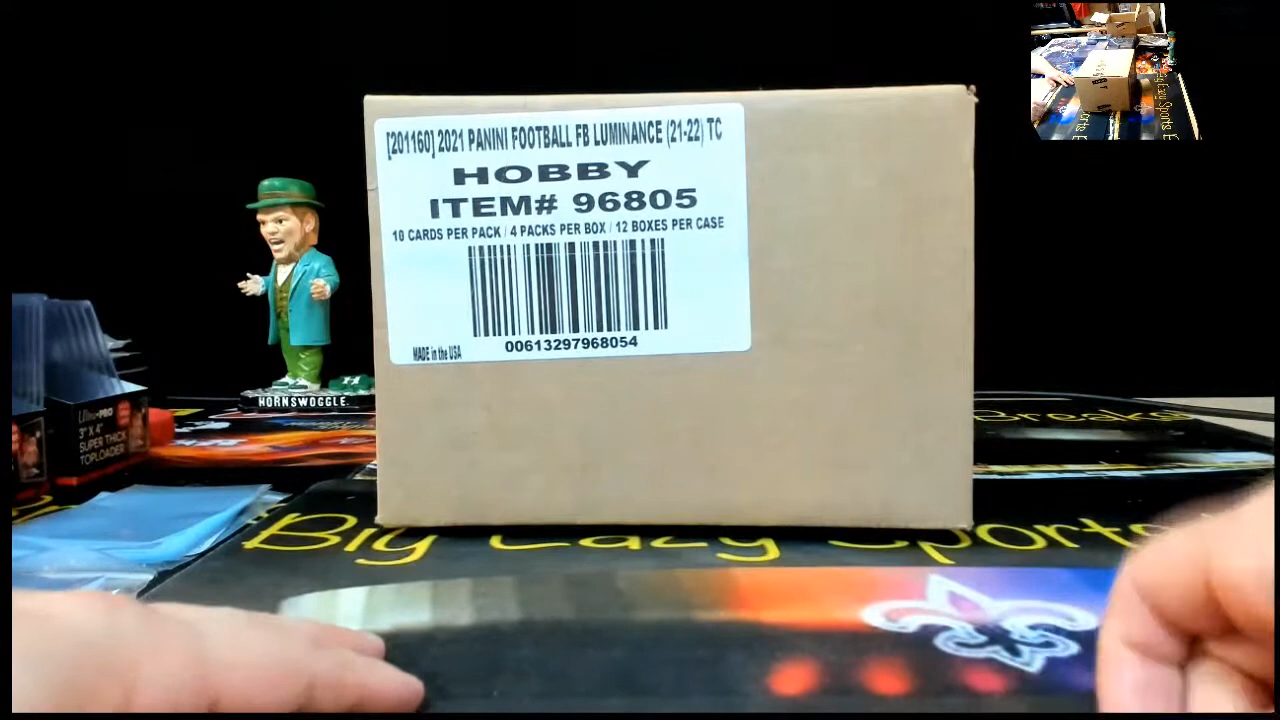 [201160] 2021 PANINI FOOTBALL FB LUMINANCE (21-22) TC
HOBBY
ITEM# 96805
10 CARDS PER PACK / 4 PACKS PER BOX / 12 BOXES PER CASE
MADE in the USA
00613297968054
H
HORNSWOGGLE.
Ultra-PRO
3" X 4"
SUPER THICK
TOPLOADER
Breaks
Big Lazy Sports